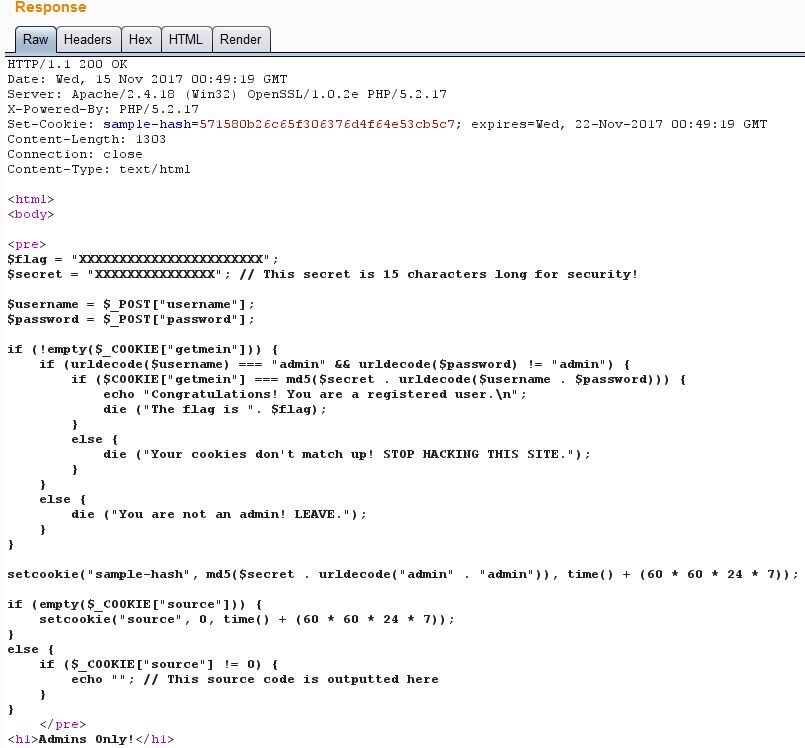 Response
Raw Headers Hex HTML Render
HTTP/1.1 200 OK
Date: Wed, 15 Nov 2017 00:49:19 GMT
Server: Apache/2.4.18 (Win32) OpenSSL/1.0.2e PHP/5.2.17
X-Powered-By: PHP/5.2.17
Set-Cookie: sample-hash=571580b26c65f306376d4f64e53cb5c7; expires=Wed, 22-Nov-2017 00:49:19 GMT
Content-Length: 1303
Connection: close
Content-Type: text/html

<html>
<body>

<pre>
$flag = "XXXXXXXXXXXXXXXXXXXXXXX";
$secret = "XXXXXXXXXXXXXXX"; // This secret is 15 characters long for security!

$username = $_POST["username"];
$password = $_POST["password"];

if (!empty($_COOKIE["getmein"])) {
    if (urldecode($username) === "admin" && urldecode($password) != "admin") {
        if ($COOKIE["getmein"] === md5($secret . urldecode($username . $password))) {
            echo "Congratulations! You are a registered user.\n";
            die ("The flag is ". $flag);
        }
        else {
            die ("Your cookies don't match up! STOP HACKING THIS SITE.");
        }
    }
    else {
        die ("You are not an admin! LEAVE.");
    }
}

setcookie("sample-hash", md5($secret . urldecode("admin" . "admin")), time() + (60 * 60 * 24 * 7));

if (empty($_COOKIE["source"])) {
    setcookie("source", 0, time() + (60 * 60 * 24 * 7));
}
else {
    if ($_COOKIE["source"] != 0) {
        echo ""; // This source code is outputted here
    }
}
    </pre>
<h1>Admins Only!</h1>